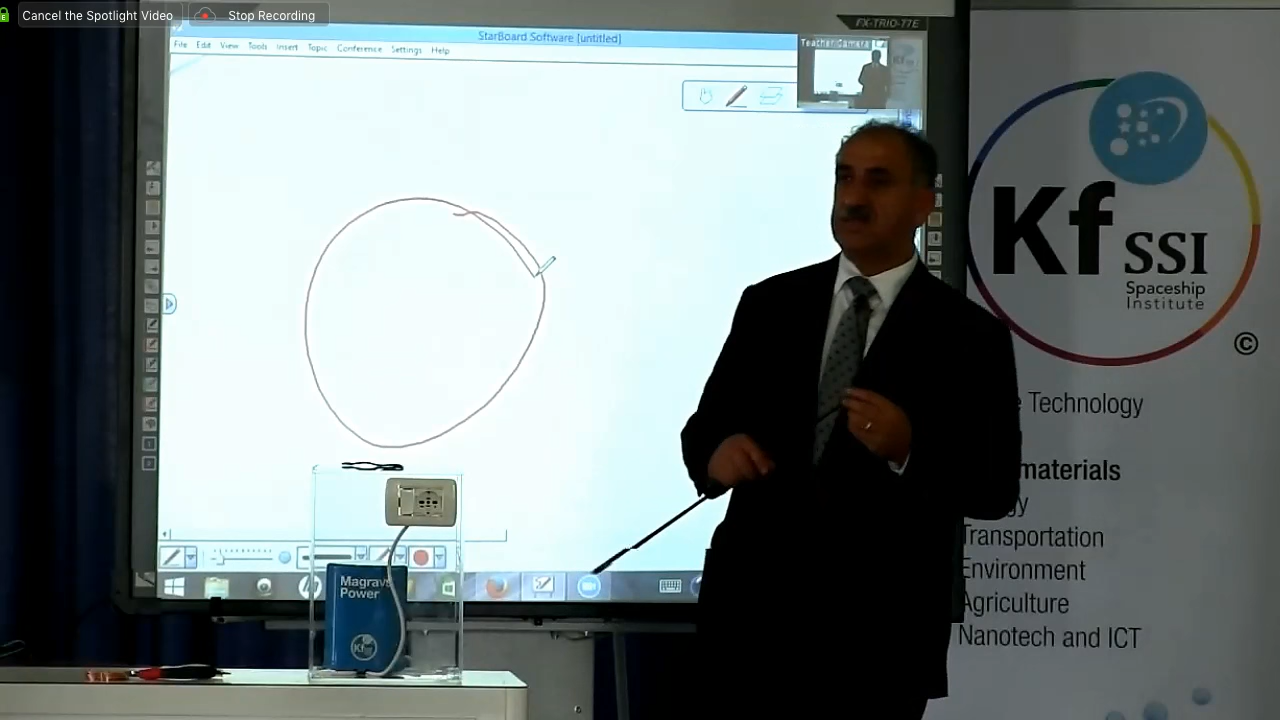 Cancel the Spotlight Video
Stop Recording
FX-TRIO-77E
StarBoard Software [untitled]
File Edit View Tools Insert Topic Conference Settings Help
Teacher Camera
Kf SSI
Spaceship
Institute
©
Technology
materials
Transportation
Environment
Agriculture
Nanotech and ICT
Magravs
Power
Kf